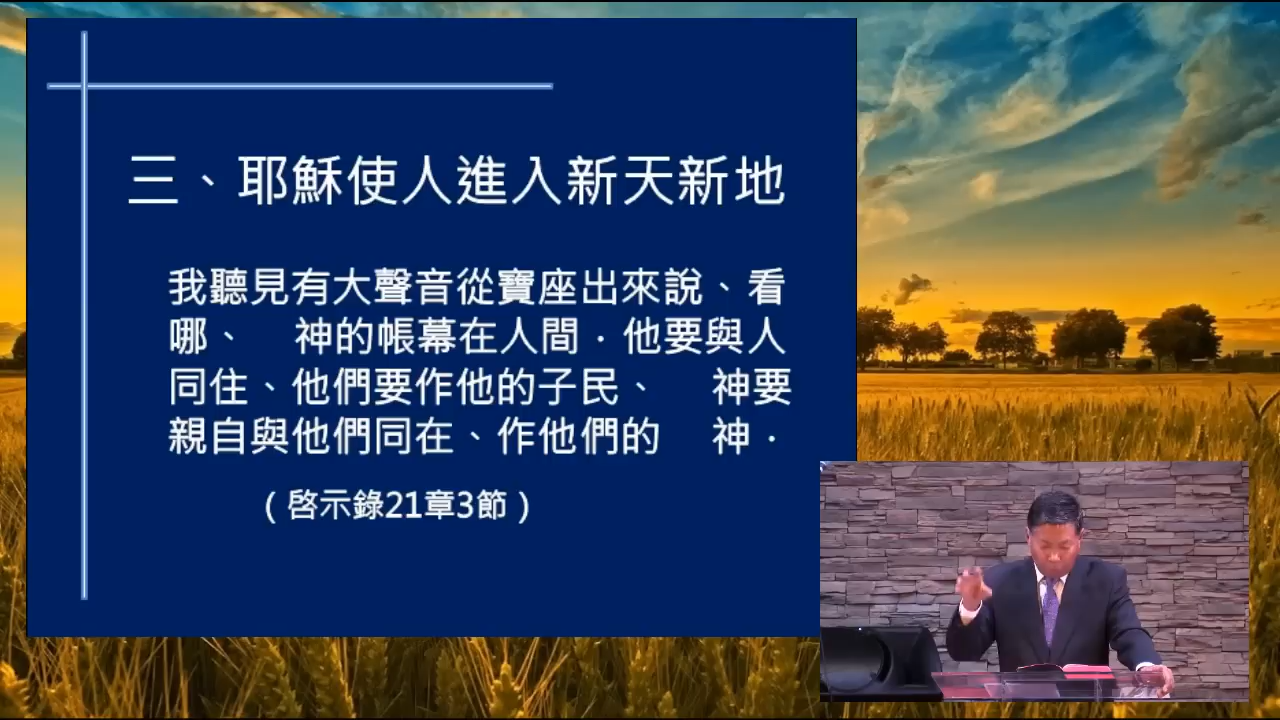 三、耶穌使人進入新天新地
我聽見有大聲音從寶座出來說、看
哪、　神的帳幕在人間．他要與人
同住、他們要作他的子民、　神要
親自與他們同在、作他們的　神．
（啓示錄21章3節）